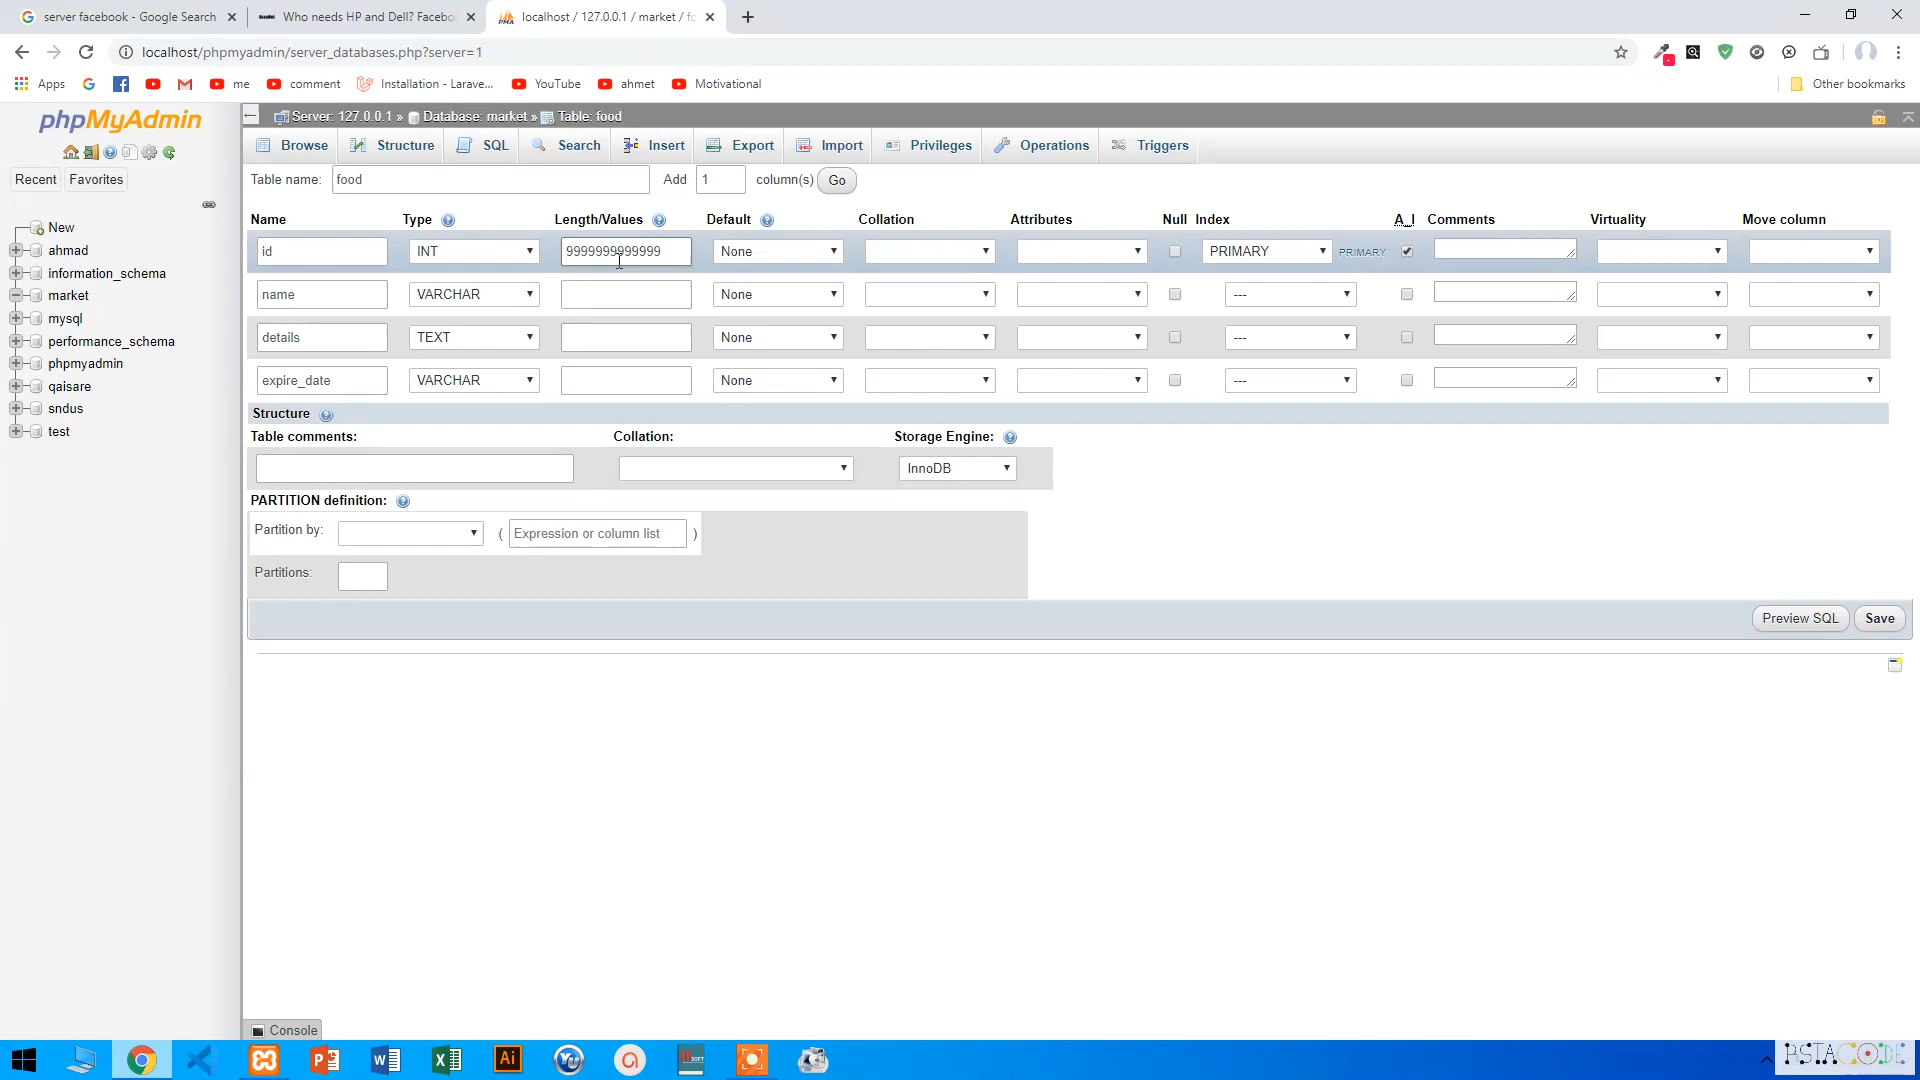 server facebook - Google Search
Who needs HP and Dell? Facebo
localhost / 127.0.0.1 / market / fo
localhost/phpmyadmin/server_databases.php?server=1
Apps
me
comment
Installation - Larave...
YouTube
ahmet
Motivational
Other bookmarks
phpMyAdmin
Server: 127.0.0.1 » Database: market » Table: food
Browse
Structure
SQL
Search
Insert
Export
Import
Privileges
Operations
Triggers
Recent
Favorites
Table name: food Add 1 column(s) Go
New
ahmad
information_schema
market
mysql
performance_schema
phpmyadmin
qaisare
sndus
test
Name Type Length/Values Default Collation Attributes Null Index A_I Comments Virtuality Move column
id INT 9999999999999 None PRIMARY PRIMARY
name VARCHAR None ---
details TEXT None ---
expire_date VARCHAR None ---
Structure
Table comments: Collation: Storage Engine:
InnoDB
PARTITION definition:
Partition by: ( Expression or column list )
Partitions:
Preview SQL Save
Console
RSTACODE